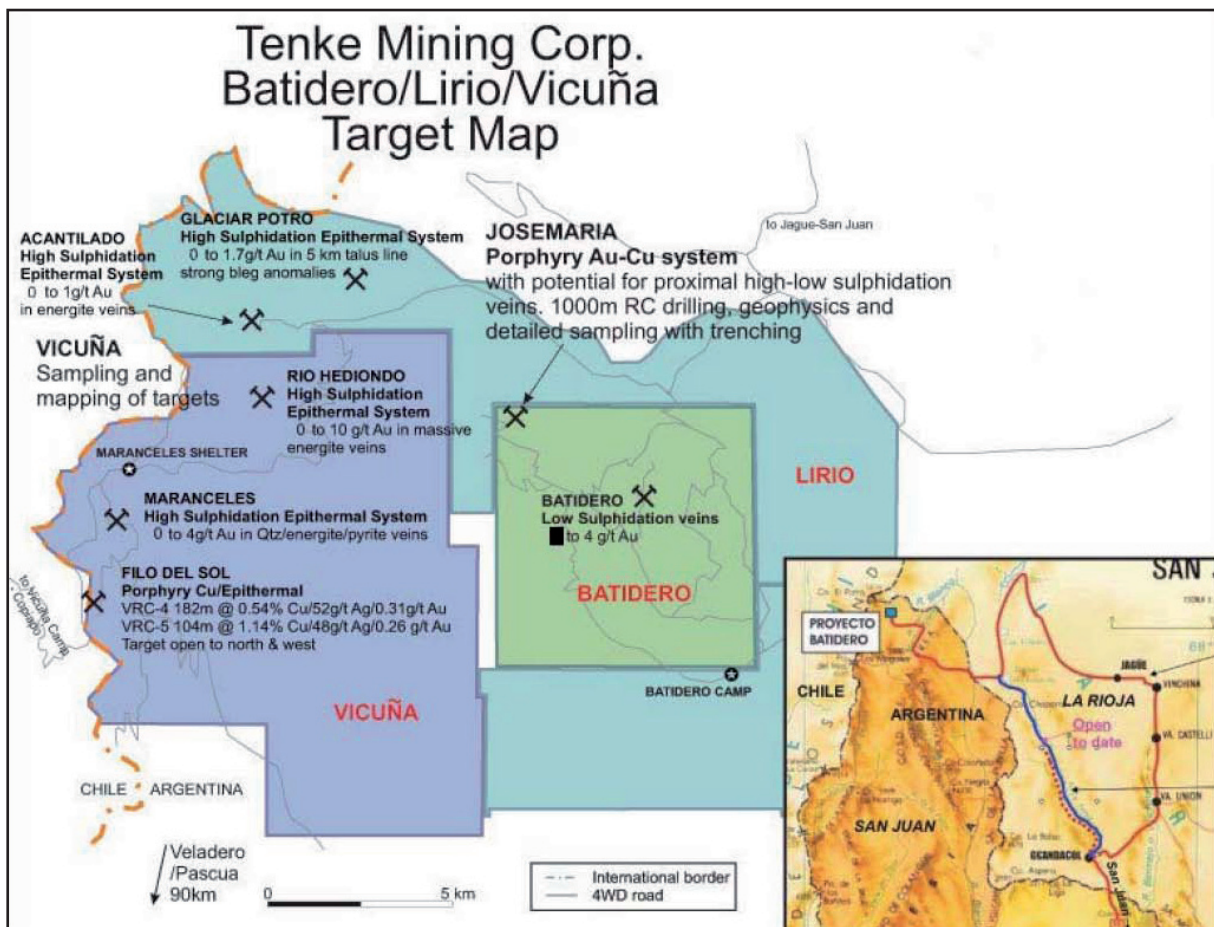 Tenke Mining Corp.
Batidero/Lirio/Vicuña
Target Map
GLACIAR POTRO
High Sulphidation Epithermal System
0 to 1.7g/t Au in 5 km talus line
strong bleg anomalies
ACANTILADO
High Sulphidation
Epithermal System
0 to 1g/t Au
in energite veins
JOSEMARIA
Porphyry Au-Cu system
with potential for proximal high-low sulphidation
veins. 1000m RC drilling, geophysics and
detailed sampling with trenching
to Jague-San Juan
VICUÑA
Sampling and
mapping of targets
RIO HEDIONDO
High Sulphidation
Epithermal System
0 to 10 g/t Au in massive
energite veins
MARANCELES SHELTER
MARANCELES
High Sulphidation Epithermal System
0 to 4g/t Au in Qtz/energite/pyrite veins
FILO DEL SOL
Porphyry Cu/Epithermal
VRC-4 182m @ 0.54% Cu/52g/t Ag/0.31g/t Au
VRC-5 104m @ 1.14% Cu/48g/t Ag/0.26 g/t Au
Target open to north & west
to Vicuña Camp
- Copiapo
BATIDERO
Low Sulphidation veins
to 4 g/t Au
LIRIO
BATIDERO
VICUÑA
BATIDERO CAMP
CHILE
ARGENTINA
Veladero
/Pascua
90km
0 5 km
International border
4WD road
SAN
PROYECTO
BATIDERO
CHILE
ARGENTINA
LA RIOJA
JAGÜE
VINCHINA
Open
to date
VA. CASTELLI
VA. UNION
SAN JUAN
GUANDACOL
San Juan